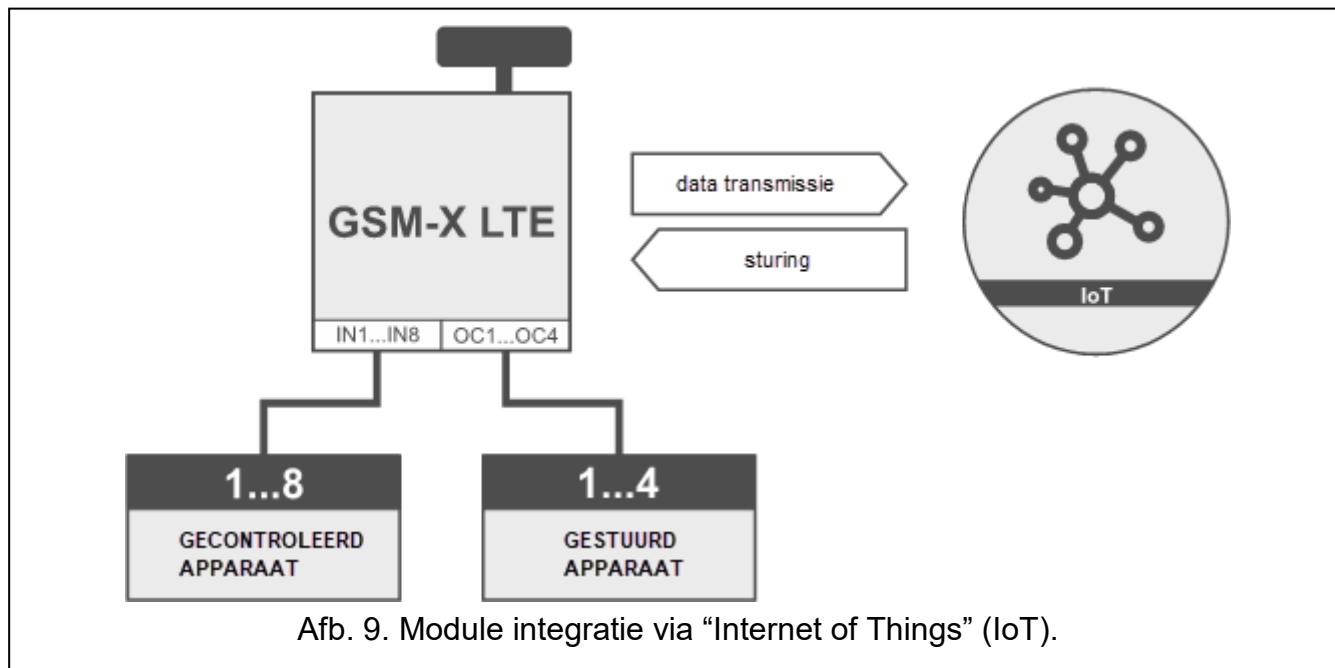 GSM-X LTE
IN1...IN8 OC1...OC4
data transmissie
sturing
IoT
1...8
GECONTROLEERD
APPARAAT
1...4
GESTUURD
APPARAAT
Afb. 9. Module integratie via “Internet of Things” (IoT).